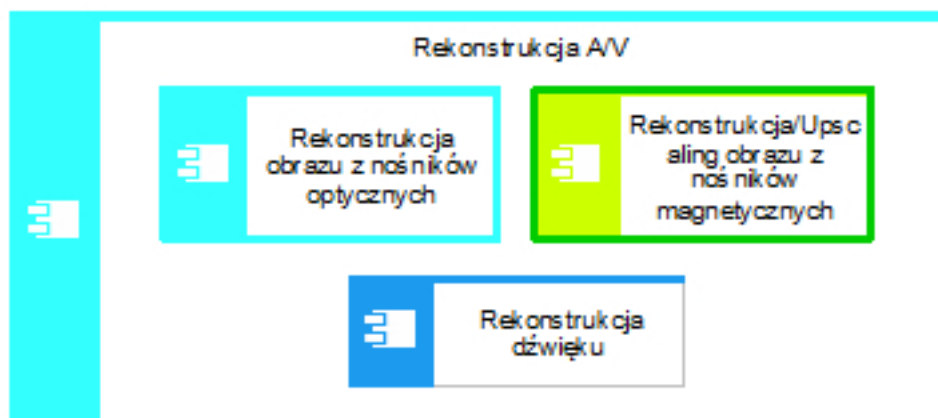 Rekonstrukcja A/V
Rekonstrukcja
obrazu z nośników
optycznych
Rekonstrukcja/Upsc
aling obrazu z
nośników
magnetycznych
Rekonstrukcja
dźwięku